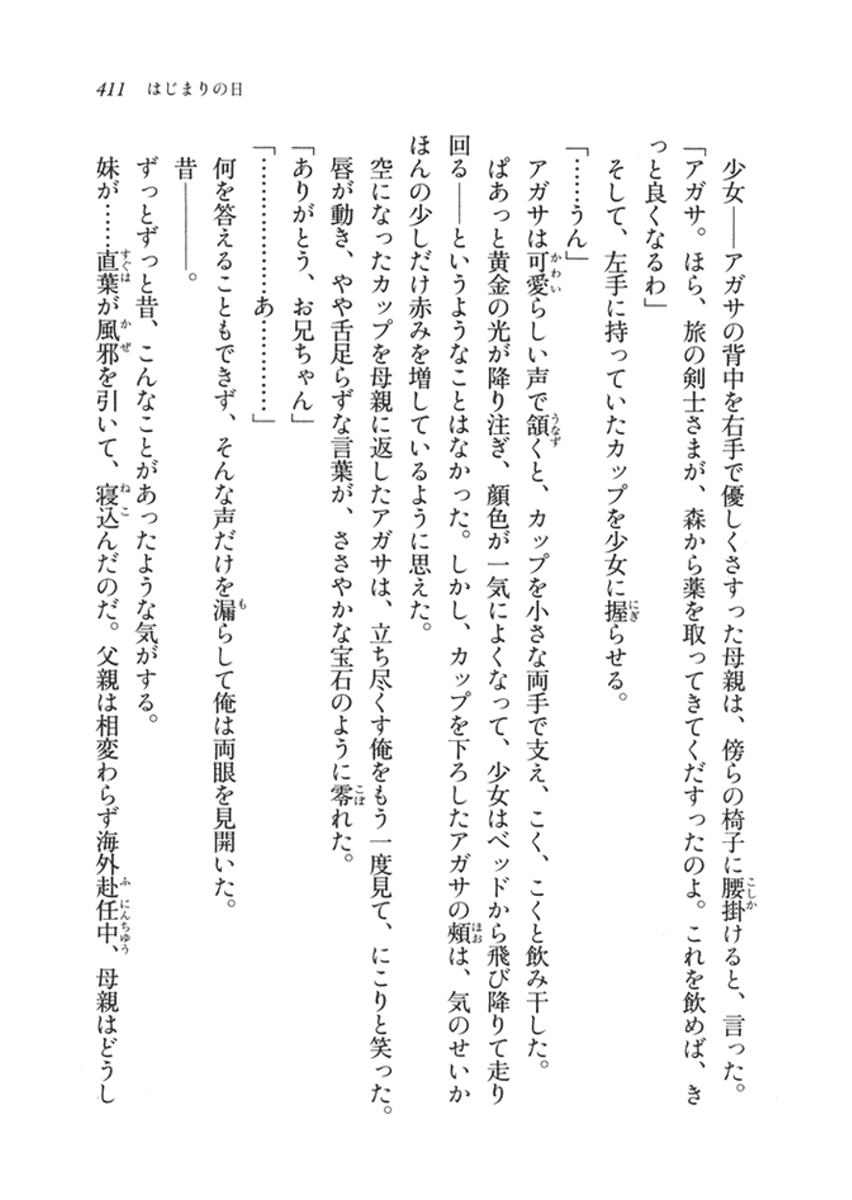 411　はじまりの日
少女――アガサの背中を右手で優しくさすった母親は、傍らの椅子に腰掛けると、言った。
「アガサ。ほら、旅の剣士さまが、森から薬を取ってきてくだすったのよ。これを飲めば、き
っと良くなるわ」
そして、左手に持っていたカップを少女に握らせる。
「……うん」
アガサは可愛らしい声で頷くと、カップを小さな両手で支え、こく、こくと飲み干した。
ぱあっと黄金の光が降り注ぎ、顔色が一気によくなって、少女はベッドから飛び降りて走り
回る――というようなことはなかった。しかし、カップを下ろしたアガサの頰は、気のせいか
ほんの少しだけ赤みを増しているように思えた。
空になったカップを母親に返したアガサは、立ち尽くす俺をもう一度見て、にこりと笑った。
唇が動き、やや舌足らずな言葉が、ささやかな宝石のように零れた。
「ありがとう、お兄ちゃん」
「………………あ…………」
何を答えることもできず、そんな声だけを漏らして俺は両眼を見開いた。
昔――――。
ずっとずっと昔、こんなことがあったような気がする。
妹が……直葉が風邪を引いて、寝込んだのだ。父親は相変わらず海外赴任中、母親はどうし